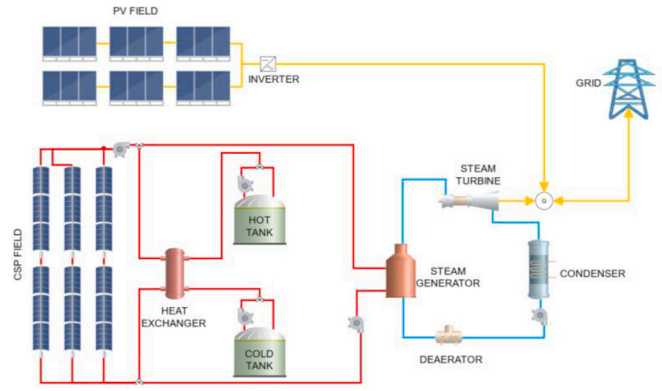 PV FIELD
INVERTER
GRID
STEAM
TURBINE
G
HOT
TANK
CSP FIELD
STEAM
GENERATOR
CONDENSER
HEAT
EXCHANGER
COLD
TANK
DEAERATOR